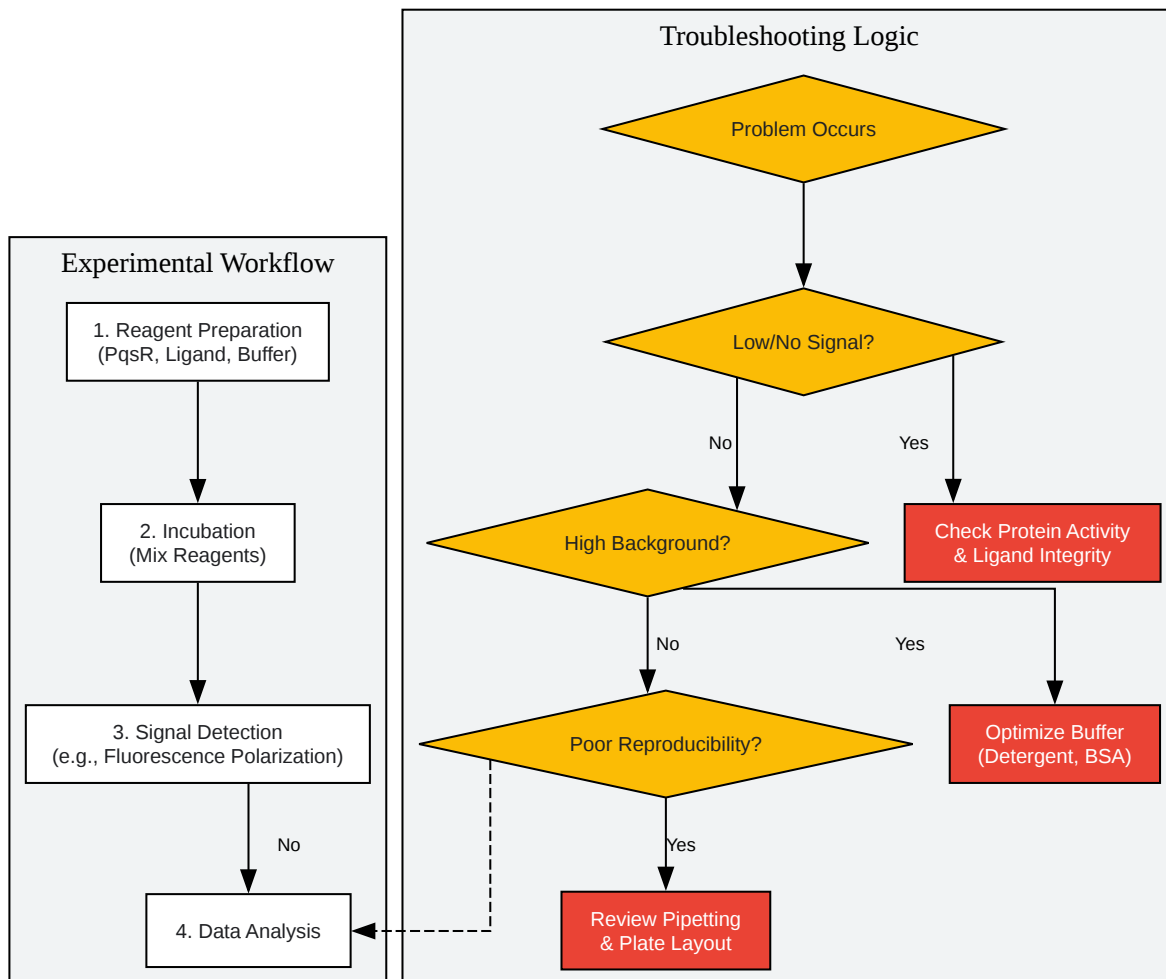 Troubleshooting Logic
Problem Occurs
Low/No Signal?
No
Yes
High Background?
Check Protein Activity
& Ligand Integrity
No
Yes
Poor Reproducibility?
Optimize Buffer
(Detergent, BSA)
Yes
Review Pipetting
& Plate Layout
Experimental Workflow
1. Reagent Preparation
(PqsR, Ligand, Buffer)
2. Incubation
(Mix Reagents)
3. Signal Detection
(e.g., Fluorescence Polarization)
No
4. Data Analysis